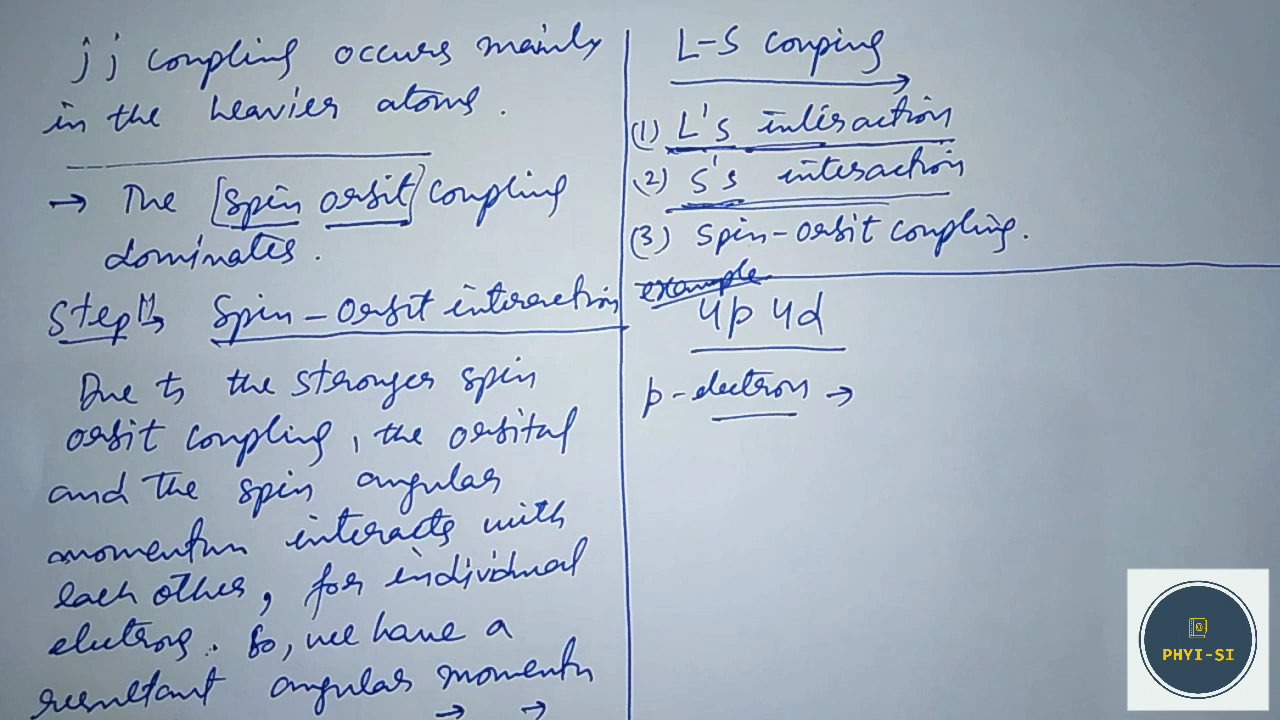 jj coupling occurs mainly
in the heavier atoms.
→ The [spin orbit] coupling
dominates.
Step 1 → Spin-orbit interaction
Due to the stronger spin
orbit coupling, the orbital
and the spin angular
momentum interacts with
each other, for individual
electrons. So, we have a
resultant angular momentm
→ →
L-S couping
(1) L's interaction
(2) S's interaction
(3) Spin-orbit coupling.
example
4p 4d
p-electron →
PHYI-SI